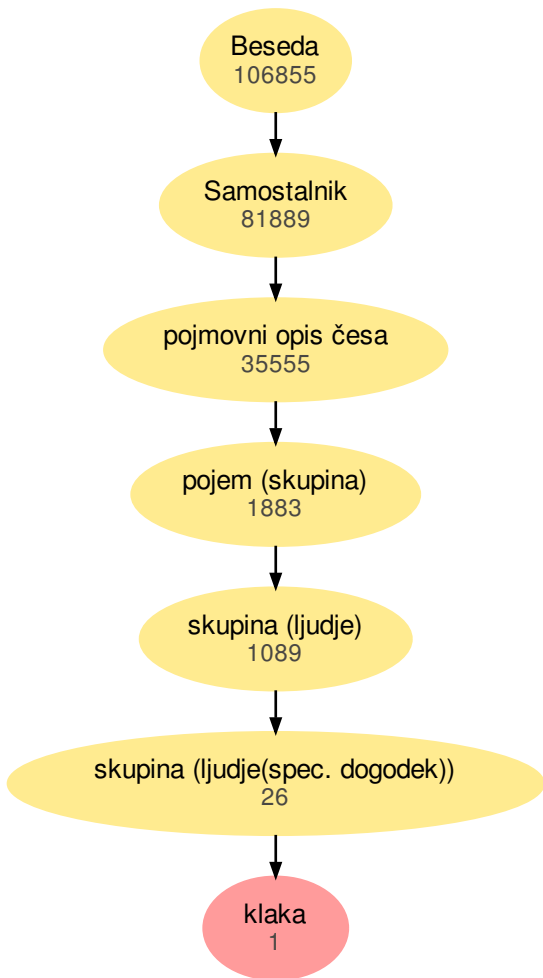 Beseda
106855
Samostalnik
81889
pojmovni opis česa
35555
pojem (skupina)
1883
skupina (ljudje)
1089
skupina (ljudje(spec. dogodek))
26
klaka
1